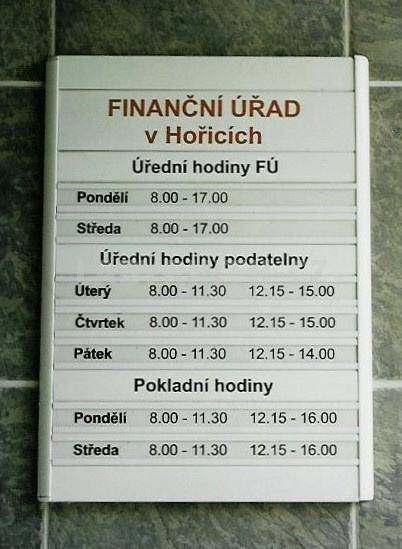 FINANČNÍ ÚŘAD
v Hořicích
Úřední hodiny FÚ
Pondělí 8.00 - 17.00
Středa 8.00 - 17.00
Úřední hodiny podatelny
Úterý 8.00 - 11.30 12.15 - 15.00
Čtvrtek 8.00 - 11.30 12.15 - 15.00
Pátek 8.00 - 11.30 12.15 - 14.00
Pokladní hodiny
Pondělí 8.00 - 11.30 12.15 - 16.00
Středa 8.00 - 11.30 12.15 - 16.00